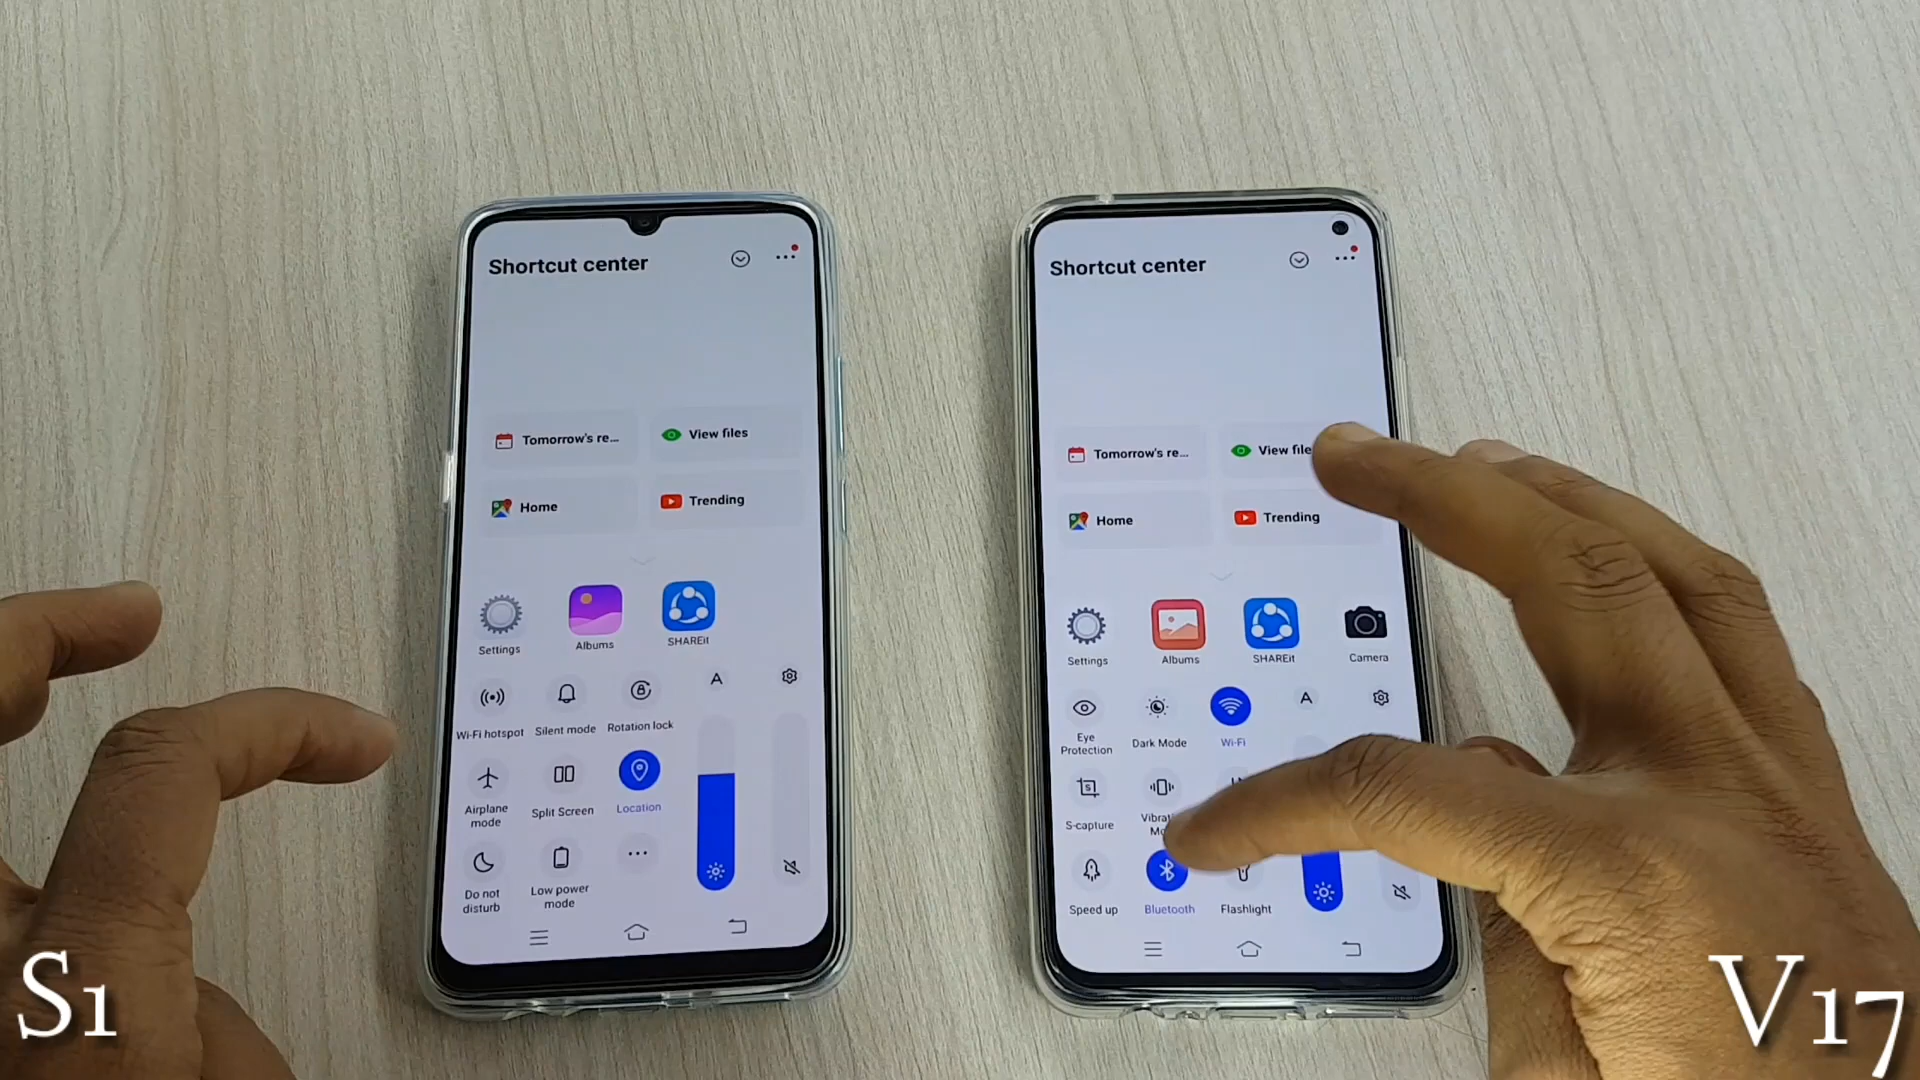 Shortcut center
Tomorrow's re...
View files
Home
Trending
Settings
Albums
SHAREit
A
Wi-Fi hotspot
Silent mode
Rotation lock
Airplane
mode
Split Screen
Location
Do not
disturb
Low power
mode
S1
Shortcut center
Tomorrow's re...
View file
Home
Trending
Settings
Albums
SHAREit
Camera
A
Eye
Protection
Dark Mode
Wi-Fi
S
S-capture
Speed up
Bluetooth
Flashlight
V17